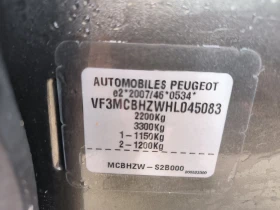 AUTOMOBILES PEUGEOT
e2*2007/46*0534*
VF3MCBHZWHL045083
2200Kg
3300Kg
1-1150Kg
2-1200Kg
MCBHZW-S2B000